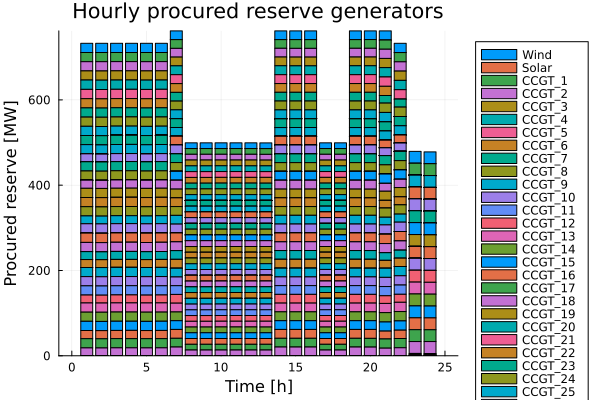 Hourly procured reserve generators
Procured reserve [MW]
600
400
200
0
0
5
10
15
20
25
Time [h]
Wind
Solar
CCGT_1
CCGT_2
CCGT_3
CCGT_4
CCGT_5
CCGT_6
CCGT_7
CCGT_8
CCGT_9
CCGT_10
CCGT_11
CCGT_12
CCGT_13
CCGT_14
CCGT_15
CCGT_16
CCGT_17
CCGT_18
CCGT_19
CCGT_20
CCGT_21
CCGT_22
CCGT_23
CCGT_24
CCGT_25